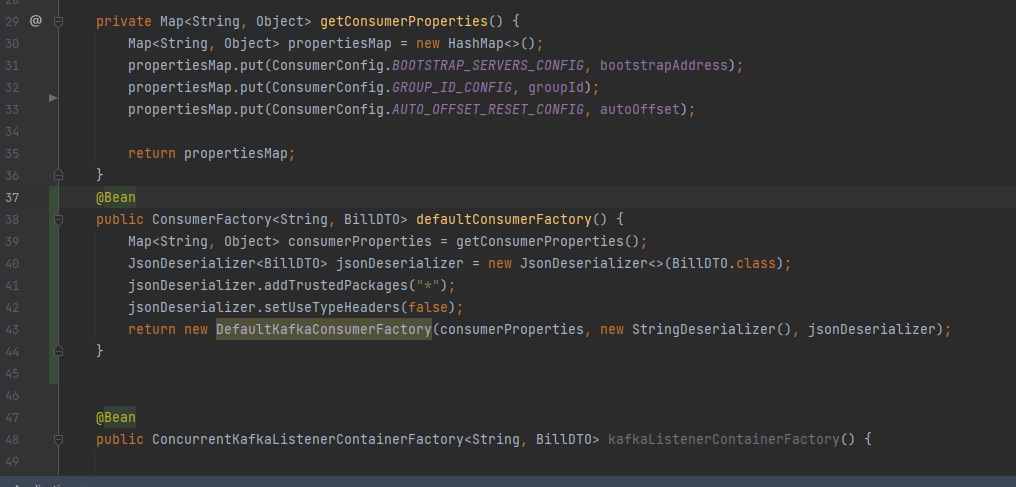 29 @ private Map<String, Object> getConsumerProperties() {
30 Map<String, Object> propertiesMap = new HashMap<>();
31 propertiesMap.put(ConsumerConfig.BOOTSTRAP_SERVERS_CONFIG, bootstrapAddress);
32 propertiesMap.put(ConsumerConfig.GROUP_ID_CONFIG, groupId);
33 propertiesMap.put(ConsumerConfig.AUTO_OFFSET_RESET_CONFIG, autoOffset);
34
35 return propertiesMap;
36 }
37 @Bean
38 public ConsumerFactory<String, BillDTO> defaultConsumerFactory() {
39 Map<String, Object> consumerProperties = getConsumerProperties();
40 JsonDeserializer<BillDTO> jsonDeserializer = new JsonDeserializer<>(BillDTO.class);
41 jsonDeserializer.addTrustedPackages("*");
42 jsonDeserializer.setUseTypeHeaders(false);
43 return new DefaultKafkaConsumerFactory(consumerProperties, new StringDeserializer(), jsonDeserializer);
44 }
45
46
47 @Bean
48 public ConcurrentKafkaListenerContainerFactory<String, BillDTO> kafkaListenerContainerFactory() {
49